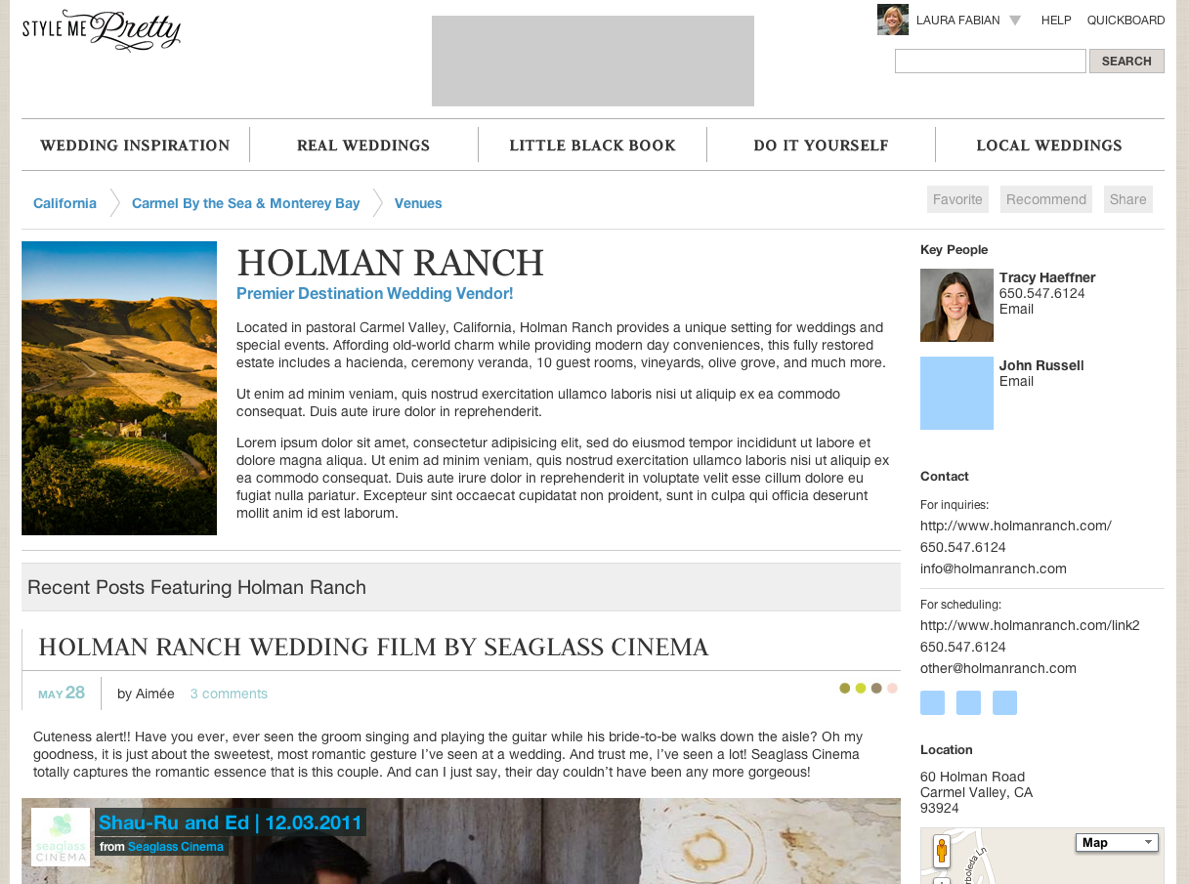 STYLE ME Pretty
LAURA FABIAN
HELP
QUICKBOARD
SEARCH
WEDDING INSPIRATION
REAL WEDDINGS
LITTLE BLACK BOOK
DO IT YOURSELF
LOCAL WEDDINGS
California
Carmel By the Sea & Monterey Bay
Venues
Favorite
Recommend
Share
HOLMAN RANCH
Premier Destination Wedding Vendor!
Located in pastoral Carmel Valley, California, Holman Ranch provides a unique setting for weddings and
special events. Affording old-world charm while providing modern day conveniences, this fully restored
estate includes a hacienda, ceremony veranda, 10 guest rooms, vineyards, olive grove, and much more.
Ut enim ad minim veniam, quis nostrud exercitation ullamco laboris nisi ut aliquip ex ea commodo
consequat. Duis aute irure dolor in reprehenderit.
Lorem ipsum dolor sit amet, consectetur adipisicing elit, sed do eiusmod tempor incididunt ut labore et
dolore magna aliqua. Ut enim ad minim veniam, quis nostrud exercitation ullamco laboris nisi ut aliquip ex
ea commodo consequat. Duis aute irure dolor in reprehenderit in voluptate velit esse cillum dolore eu
fugiat nulla pariatur. Excepteur sint occaecat cupidatat non proident, sunt in culpa qui officia deserunt
mollit anim id est laborum.
Recent Posts Featuring Holman Ranch
HOLMAN RANCH WEDDING FILM BY SEAGLASS CINEMA
MAY 28
by Aimée
3 comments
Cuteness alert!! Have you ever, ever seen the groom singing and playing the guitar while his bride-to-be walks down the aisle? Oh my
goodness, it is just about the sweetest, most romantic gesture I've seen at a wedding. And trust me, I've seen a lot! Seaglass Cinema
totally captures the romantic essence that is this couple. And can I just say, their day couldn't have been any more gorgeous!
seaglass
CINEMA
Shau-Ru and Ed | 12.03.2011
from Seaglass Cinema
Key People
Tracy Haeffner
650.547.6124
Email
John Russell
Email
Contact
For inquiries:
http://www.holmanranch.com/
650.547.6124
info@holmanranch.com
For scheduling:
http://www.holmanranch.com/link2
650.547.6124
other@holmanranch.com
Location
60 Holman Road
Carmel Valley, CA
93924
Map